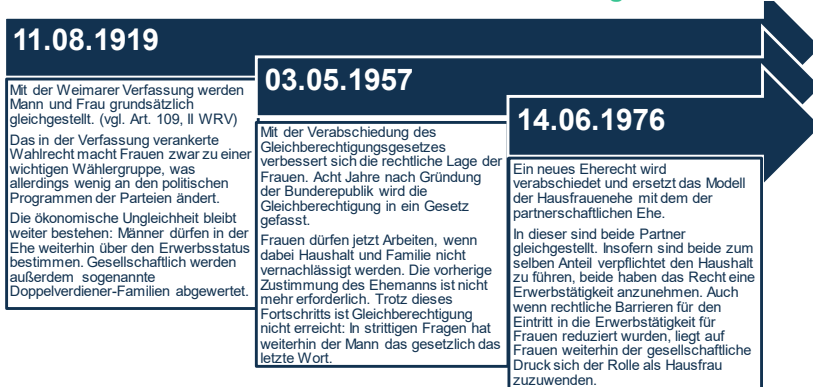 11.08.1919
Mit der Weimarer Verfassung werden
Mann und Frau grundsätzlich
gleichgestellt. (vgl. Art. 109, II WRV)
Das in der Verfassung verankerte
Wahlrecht macht Frauen zwar zu einer
wichtigen Wählergruppe, was
allerdings wenig an den politischen
Programmen der Parteien ändert.
Die ökonomische Ungleichheit bleibt
weiter bestehen: Männer dürfen in der
Ehe weiterhin über den Erwerbsstatus
bestimmen. Gesellschaftlich werden
außerdem sogenannte
Doppelverdiener-Familien abgewertet.
03.05.1957
Mit der Verabschiedung des
Gleichberechtigungsgesetzes
verbessert sich die rechtliche Lage der
Frauen. Acht Jahre nach Gründung
der Bunderepublik wird die
Gleichberechtigung in ein Gesetz
gefasst.
Frauen dürfen jetzt Arbeiten, wenn
dabei Haushalt und Familie nicht
vernachlässigt werden. Die vorherige
Zustimmung des Ehemanns ist nicht
mehr erforderlich. Trotz dieses
Fortschritts ist Gleichberechtigung
nicht erreicht: In strittigen Fragen hat
weiterhin der Mann das gesetzlich das
letzte Wort.
14.06.1976
Ein neues Eherecht wird
verabschiedet und ersetzt das Modell
der Hausfrauenehe mit dem der
partnerschaftlichen Ehe.
In dieser sind beide Partner
gleichgestellt. Insofern sind beide zum
selben Anteil verpflichtet den Haushalt
zu führen, beide haben das Recht eine
Erwerbstätigkeit anzunehmen. Auch
wenn rechtliche Barrieren für den
Eintritt in die Erwerbstätigkeit für
Frauen reduziert wurden, liegt auf
Frauen weiterhin der gesellschaftliche
Druck sich der Rolle als Hausfrau
zuzuwenden.